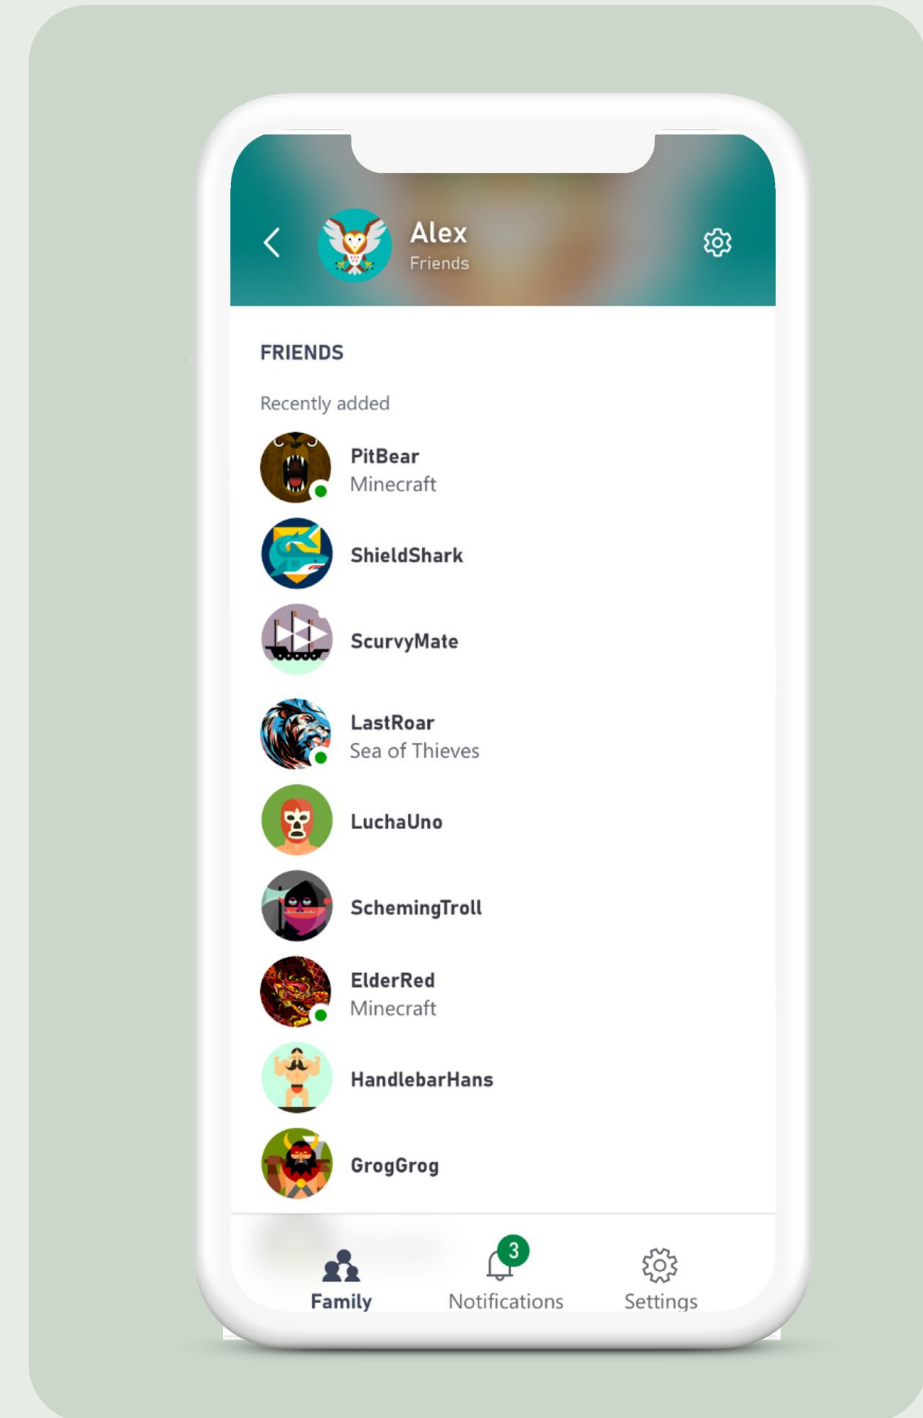 Alex
Friends
FRIENDS
Recently added
PitBear
Minecraft
ShieldShark
ScurvyMate
LastRoar
Sea of Thieves
LuchaUno
SchemingTroll
ElderRed
Minecraft
HandlebarHans
GrogGrog
3
Family Notifications Settings